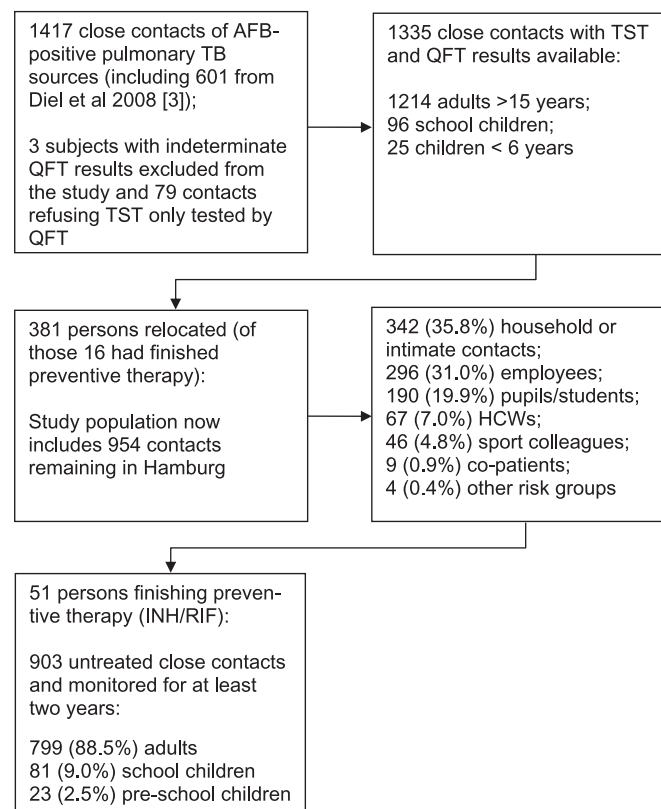 1417 close contacts of AFB-
positive pulmonary TB
sources (including 601 from
Diel et al 2008 [3]);
3 subjects with indeterminate
QFT results excluded from
the study and 79 contacts
refusing TST only tested by
QFT
1335 close contacts with TST
and QFT results available:
1214 adults >15 years;
96 school children;
25 children < 6 years
381 persons relocated (of
those 16 had finished
preventive therapy):
Study population now
includes 954 contacts
remaining in Hamburg
342 (35.8%) household or
intimate contacts;
296 (31.0%) employees;
190 (19.9%) pupils/students;
67 (7.0%) HCWs;
46 (4.8%) sport colleagues;
9 (0.9%) co-patients;
4 (0.4%) other risk groups
51 persons finishing preven-
tive therapy (INH/RIF):
903 untreated close contacts
and monitored for at least
two years:
799 (88.5%) adults
81 (9.0%) school children
23 (2.5%) pre-school children